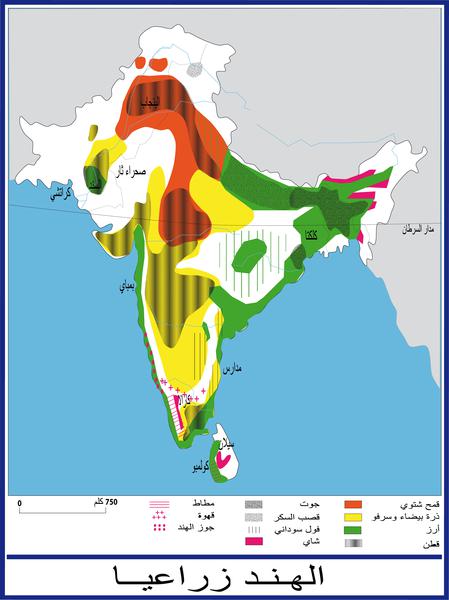 البنجاب
صحراء ثار
السند
كراتشي
مدار السرطان
كلكتا
بمباي
مدراس
سيلان
كولمبو
0 750 كلم
قمح شتوي
ذرة بيضاء وسرفو
أرز
قطن
جوت
قصب السكر
فول سوداني
شاي
مطاط
قهوة
جوز الهند
الهند زراعيا